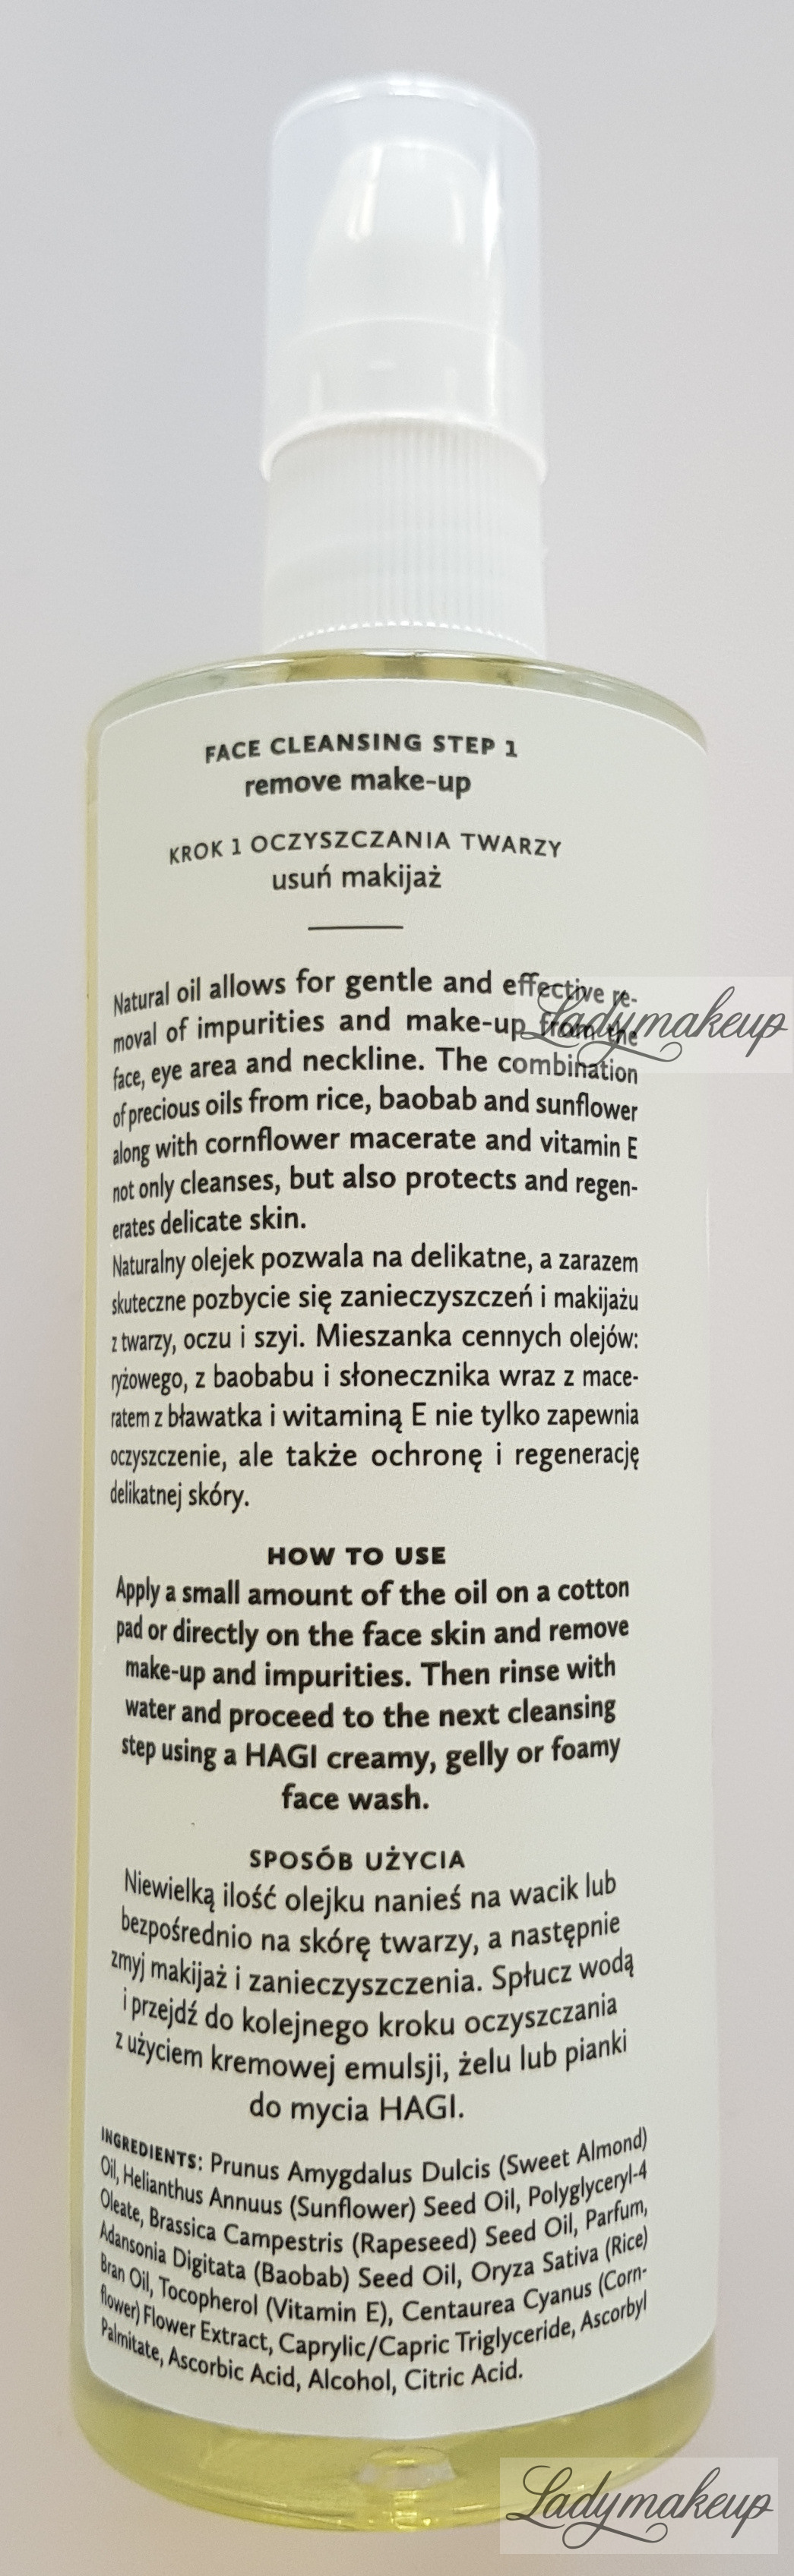 FACE CLEANSING STEP 1
remove make-up
KROK 1 OCZYSZCZANIA TWARZY
usuń makijaż
Natural oil allows for gentle and effective re-
moval of impurities and make-up from the
face, eye area and neckline. The combination
of precious oils from rice, baobab and sunflower
along with cornflower macerate and vitamin E
not only cleanses, but also protects and regen-
erates delicate skin.
Naturalny olejek pozwala na delikatne, a zarazem
skuteczne pozbycie się zanieczyszczeń i makijażu
z twarzy, oczu i szyi. Mieszanka cennych olejów:
ryżowego, z baobabu i słonecznika wraz z mace-
ratem z bławatka i witaminą E nie tylko zapewnia
oczyszczenie, ale także ochronę i regenerację
delikatnej skóry.
HOW TO USE
Apply a small amount of the oil on a cotton
pad or directly on the face skin and remove
make-up and impurities. Then rinse with
water and proceed to the next cleansing
step using a HAGI creamy, gelly or foamy
face wash.
SPOSÓB UŻYCIA
Niewielką ilość olejku nanieś na wacik lub
bezpośrednio na skórę twarzy, a następnie
zmyj makijaż i zanieczyszczenia. Spłucz wodą
i przejdź do kolejnego kroku oczyszczania
z użyciem kremowej emulsji, żelu lub pianki
do mycia HAGI.
INGREDIENTS: Prunus Amygdalus Dulcis (Sweet Almond)
Oil, Helianthus Annuus (Sunflower) Seed Oil, Polyglyceryl-4
Oleate, Brassica Campestris (Rapeseed) Seed Oil, Parfum,
Adansonia Digitata (Baobab) Seed Oil, Oryza Sativa (Rice)
Bran Oil, Tocopherol (Vitamin E), Centaurea Cyanus (Corn-
flower) Flower Extract, Caprylic/Capric Triglyceride, Ascorbyl
Palmitate, Ascorbic Acid, Alcohol, Citric Acid.
Ladymakeup
Ladymakeup